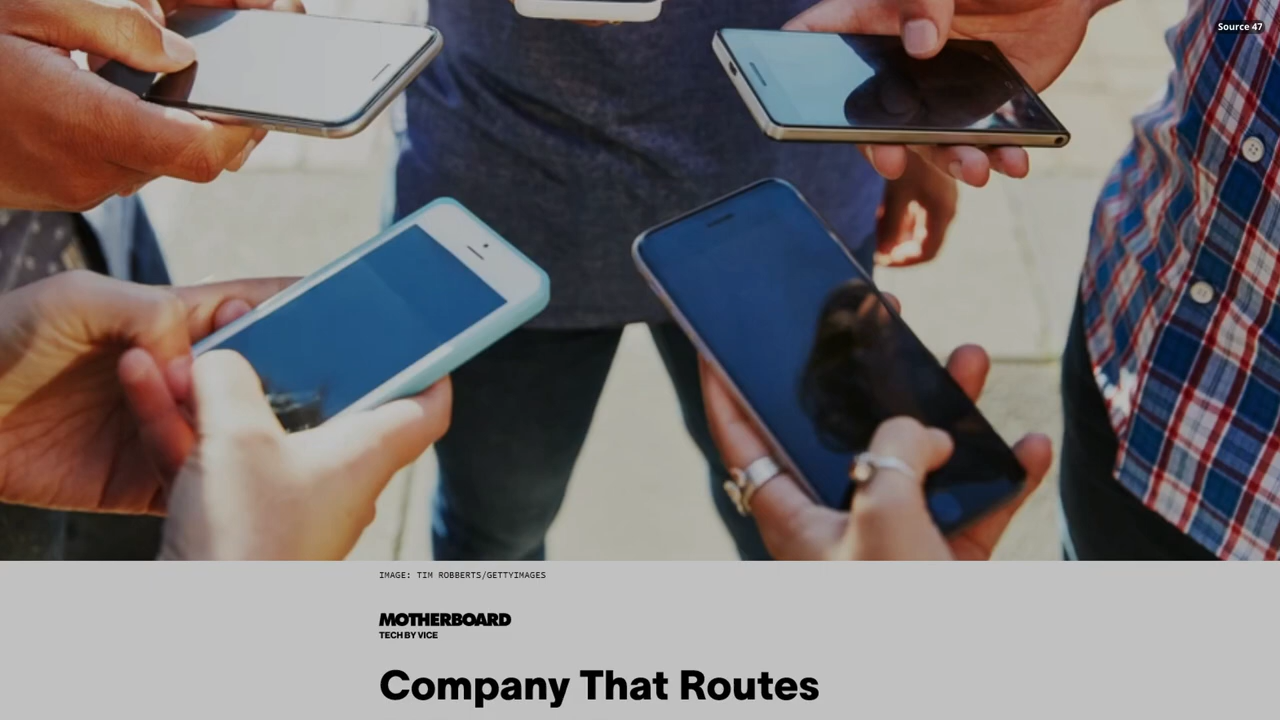 Source 47
IMAGE: TIM ROBBERTS/GETTYIMAGES
MOTHERBOARD
TECH BY VICE
Company That Routes